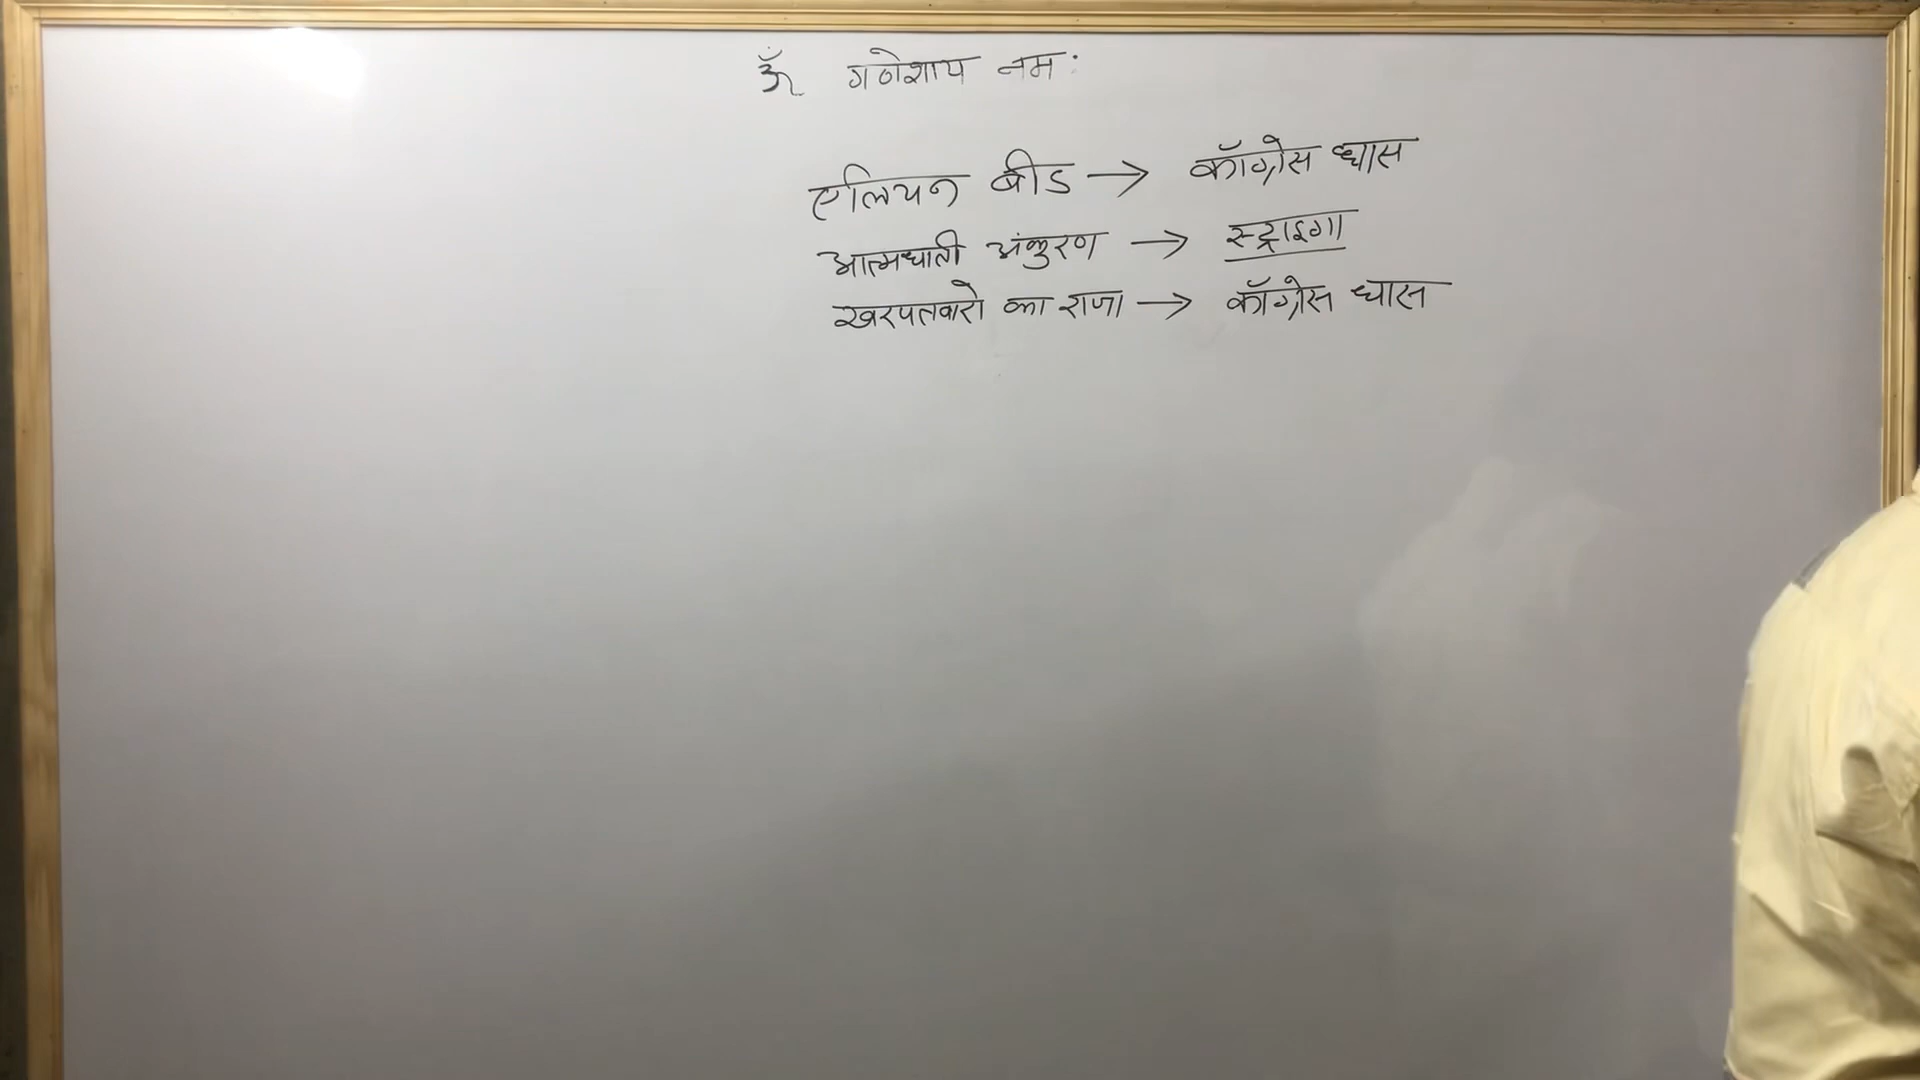 ॐ गणेशाय नमः
एलियन बीड → कॉग्रेस घास
आत्मघाती अंकुरण → स्ट्राइगा
खरपतवारो का राजा → कॉग्रेस घास